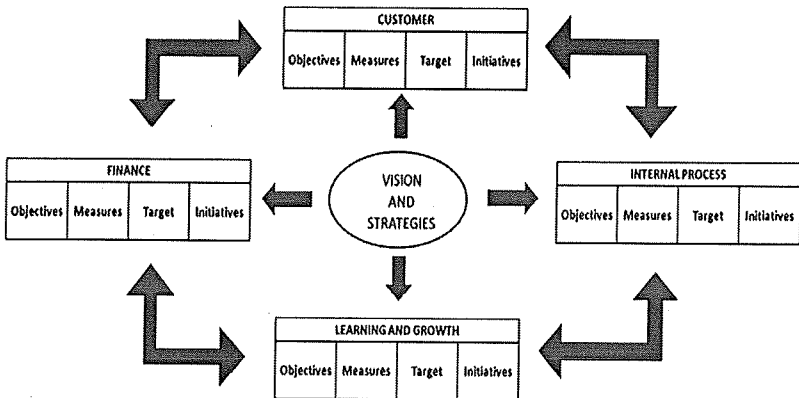 CUSTOMER
Objectives Measures Target Initiatives
FINANCE
Objectives Measures Target Initiatives
VISION
AND
STRATEGIES
INTERNAL PROCESS
Objectives Measures Target Initiatives
LEARNING AND GROWTH
Objectives Measures Target Initiatives